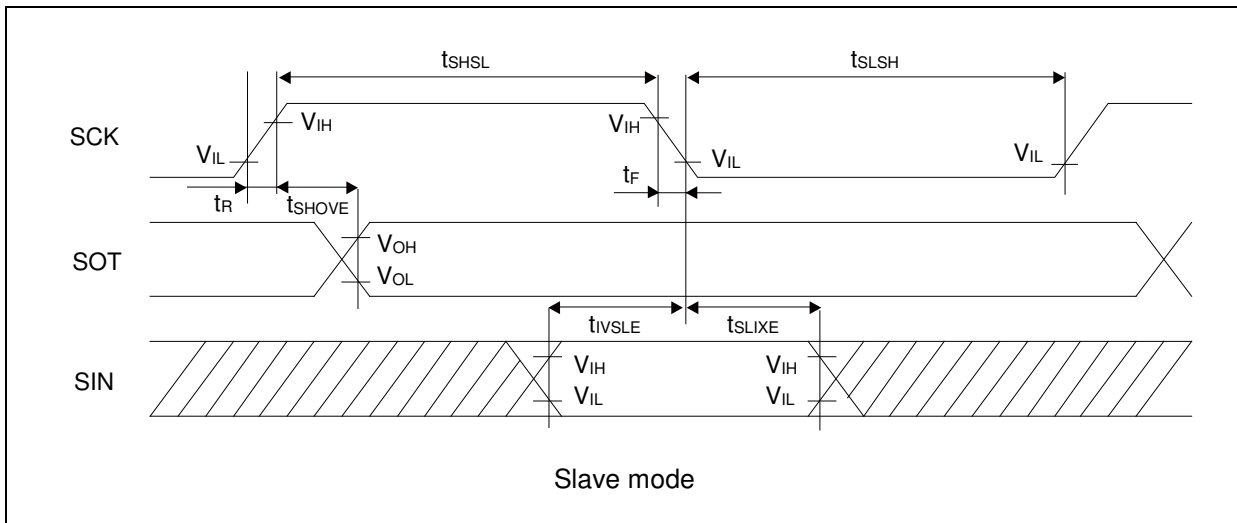 tSHSL
tSLSH
SCK
VIH
VIH
VIL
VIL
VIL
tR
tSHOVE
tF
SOT
VOH
VOL
tIVSLE
tSLIXE
SIN
VIH
VIH
VIL
VIL
Slave mode